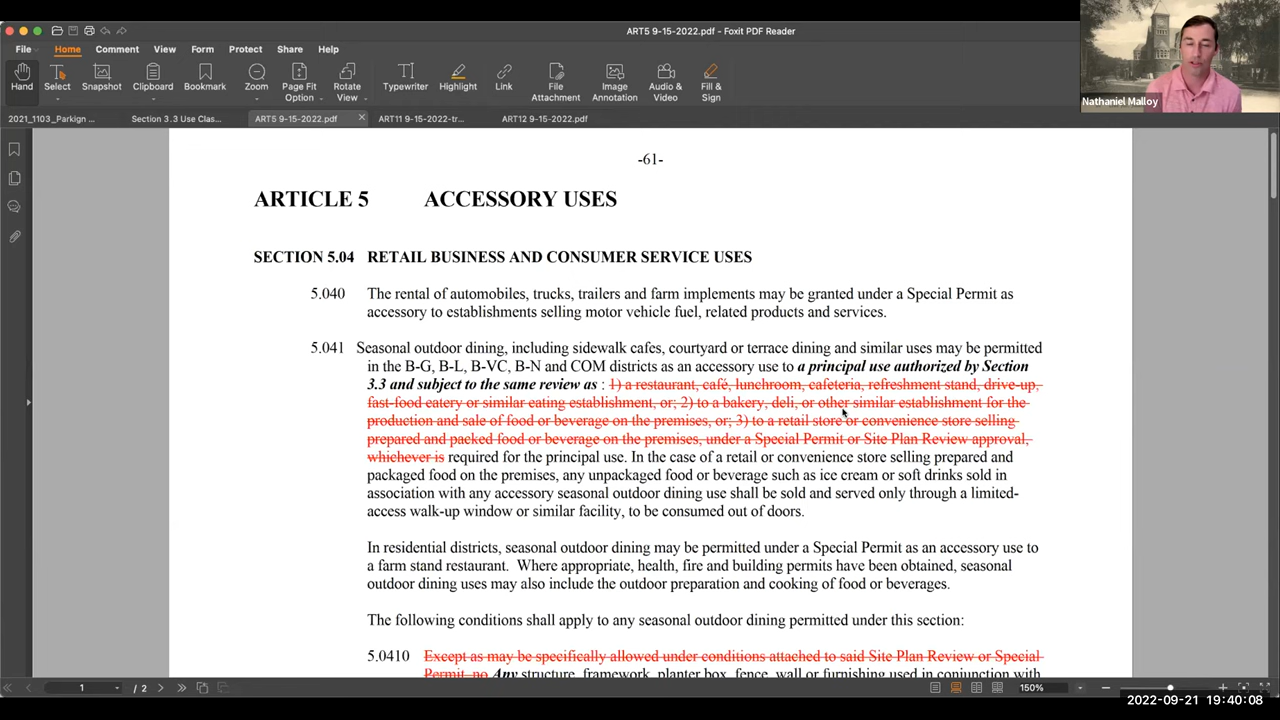 ART5 9-15-2022.pdf - Foxit PDF Reader
File Home Comment View Form Protect Share Help
Hand Select Snapshot Clipboard Bookmark Zoom Page Fit Option Rotate View Typewriter Highlight Link File Attachment Image Annotation Audio & Video Fill & Sign
Nathaniel Malloy
2021_1103_Parkign ... Section 3.3 Use Clas... ART5 9-15-2022.pdf ART11 9-15-2022-tr... ART12 9-15-2022.pdf
-61-
ARTICLE 5 ACCESSORY USES
SECTION 5.04 RETAIL BUSINESS AND CONSUMER SERVICE USES
5.040 The rental of automobiles, trucks, trailers and farm implements may be granted under a Special Permit as
accessory to establishments selling motor vehicle fuel, related products and services.
5.041 Seasonal outdoor dining, including sidewalk cafes, courtyard or terrace dining and similar uses may be permitted
in the B-G, B-L, B-VC, B-N and COM districts as an accessory use to a principal use authorized by Section
3.3 and subject to the same review as : 1) a restaurant, café, lunchroom, cafeteria, refreshment stand, drive-up,
fast-food eatery or similar eating establishment, or; 2) to a bakery, deli, or other similar establishment for the
production and sale of food or beverage on the premises, or; 3) to a retail store or convenience store selling
prepared and packed food or beverage on the premises, under a Special Permit or Site Plan Review approval,
whichever is required for the principal use. In the case of a retail or convenience store selling prepared and
packaged food on the premises, any unpackaged food or beverage such as ice cream or soft drinks sold in
association with any accessory seasonal outdoor dining use shall be sold and served only through a limited-
access walk-up window or similar facility, to be consumed out of doors.
In residential districts, seasonal outdoor dining may be permitted under a Special Permit as an accessory use to
a farm stand restaurant. Where appropriate, health, fire and building permits have been obtained, seasonal
outdoor dining uses may also include the outdoor preparation and cooking of food or beverages.
The following conditions shall apply to any seasonal outdoor dining permitted under this section:
5.0410 Except as may be specifically allowed under conditions attached to said Site Plan Review or Special
Permit, no Any structure, framework, planter box, fence, wall or furnishing used in conjunction with
1 / 2 150%
2022-09-21 19:40:08